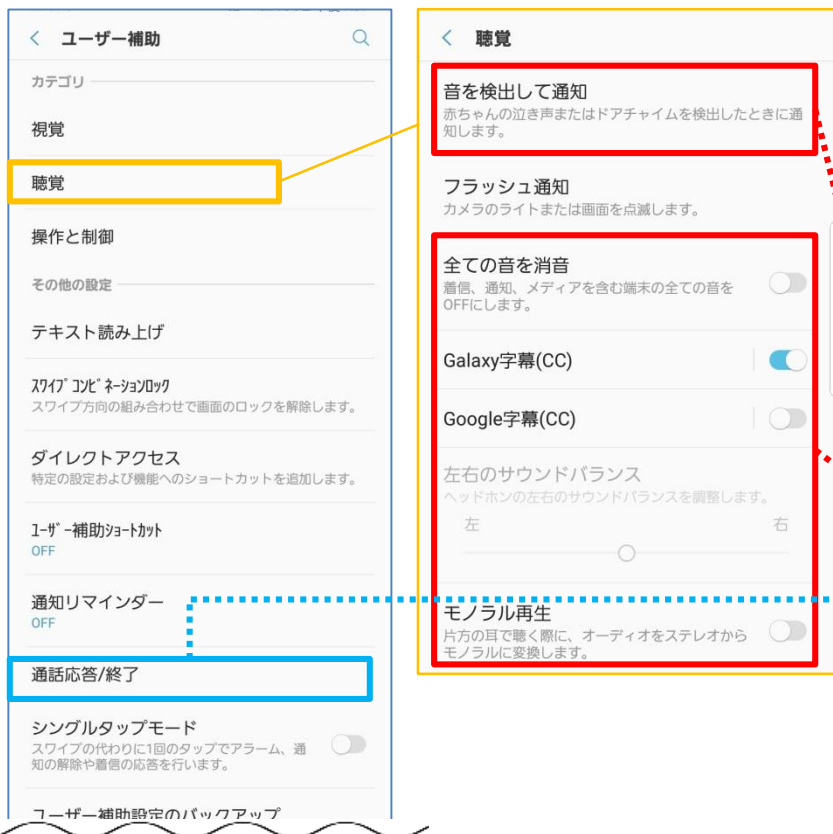 ユーザー補助
カテゴリ
視覚
聴覚
操作と制御
その他の設定
テキスト読み上げ
ｽﾜｲﾌﾟｺﾝﾋﾞﾈｰｼｮﾝﾛｯｸ
スワイプ方向の組み合わせで画面のロックを解除します。
ダイレクトアクセス
特定の設定および機能へのショートカットを追加します。
ﾕｰｻﾞｰ補助ｼｮｰﾄｶｯﾄ
OFF
通知リマインダー
OFF
通話応答/終了
シングルタップモード
スワイプの代わりに1回のタップでアラーム、通
知の解除や着信の応答を行います。
ユーザー補助設定のバックアップ
聴覚
音を検出して通知
赤ちゃんの泣き声またはドアチャイムを検出したときに通
知します。
フラッシュ通知
カメラのライトまたは画面を点滅します。
全ての音を消音
着信、通知、メディアを含む端末の全ての音を
OFFにします。
Galaxy字幕(CC)
Google字幕(CC)
左右のサウンドバランス
ヘッドホンの左右のサウンドバランスを調整します。
左 右
モノラル再生
片方の耳で聴く際に、オーディオをステレオから
モノラルに変換します。